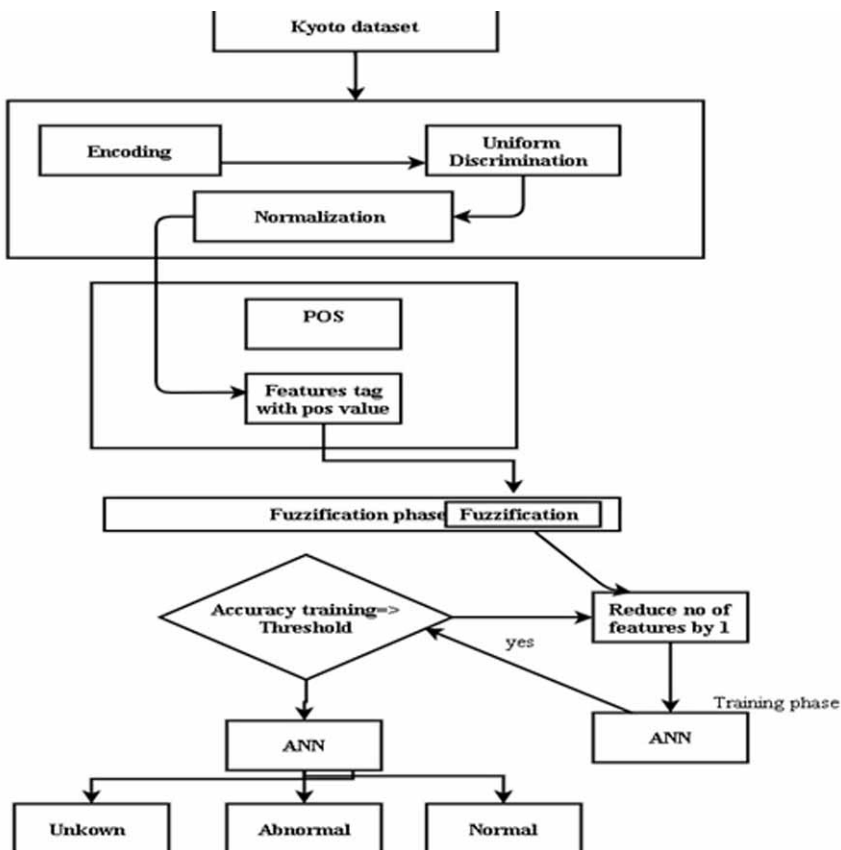 Kyoto dataset
Encoding
Uniform
Discrimination
Normalization
POS
Features tag
with pos value
Fuzzification phase
Fuzzification
Accuracy training=>
Threshold
Reduce no of
features by 1
yes
Training phase
ANN
ANN
Unkown
Abnormal
Normal